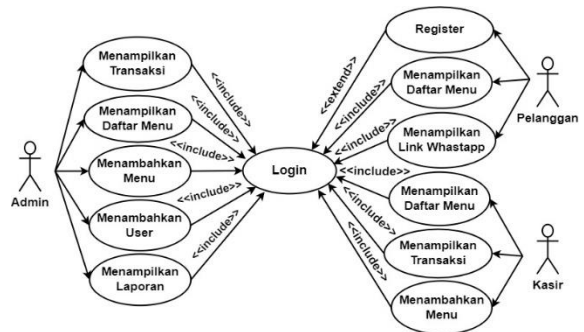 Menampilkan
Transaksi
<<include>>
Menampilkan
Daftar Menu
<<include>>
<<include>>
Menambahkan
Menu
<<include>>
Menambahkan
User
<<include>>
Menampilkan
Laporan
Admin
Login
Register
<<extend>>
Menampilkan
Daftar Menu
<<include>>
Pelanggan
Menampilkan
Link Whastapp
<<include>>
<<include>>
Menampilkan
Daftar Menu
<<include>>
Menampilkan
Transaksi
<<include>>
Menambahkan
Menu
Kasir